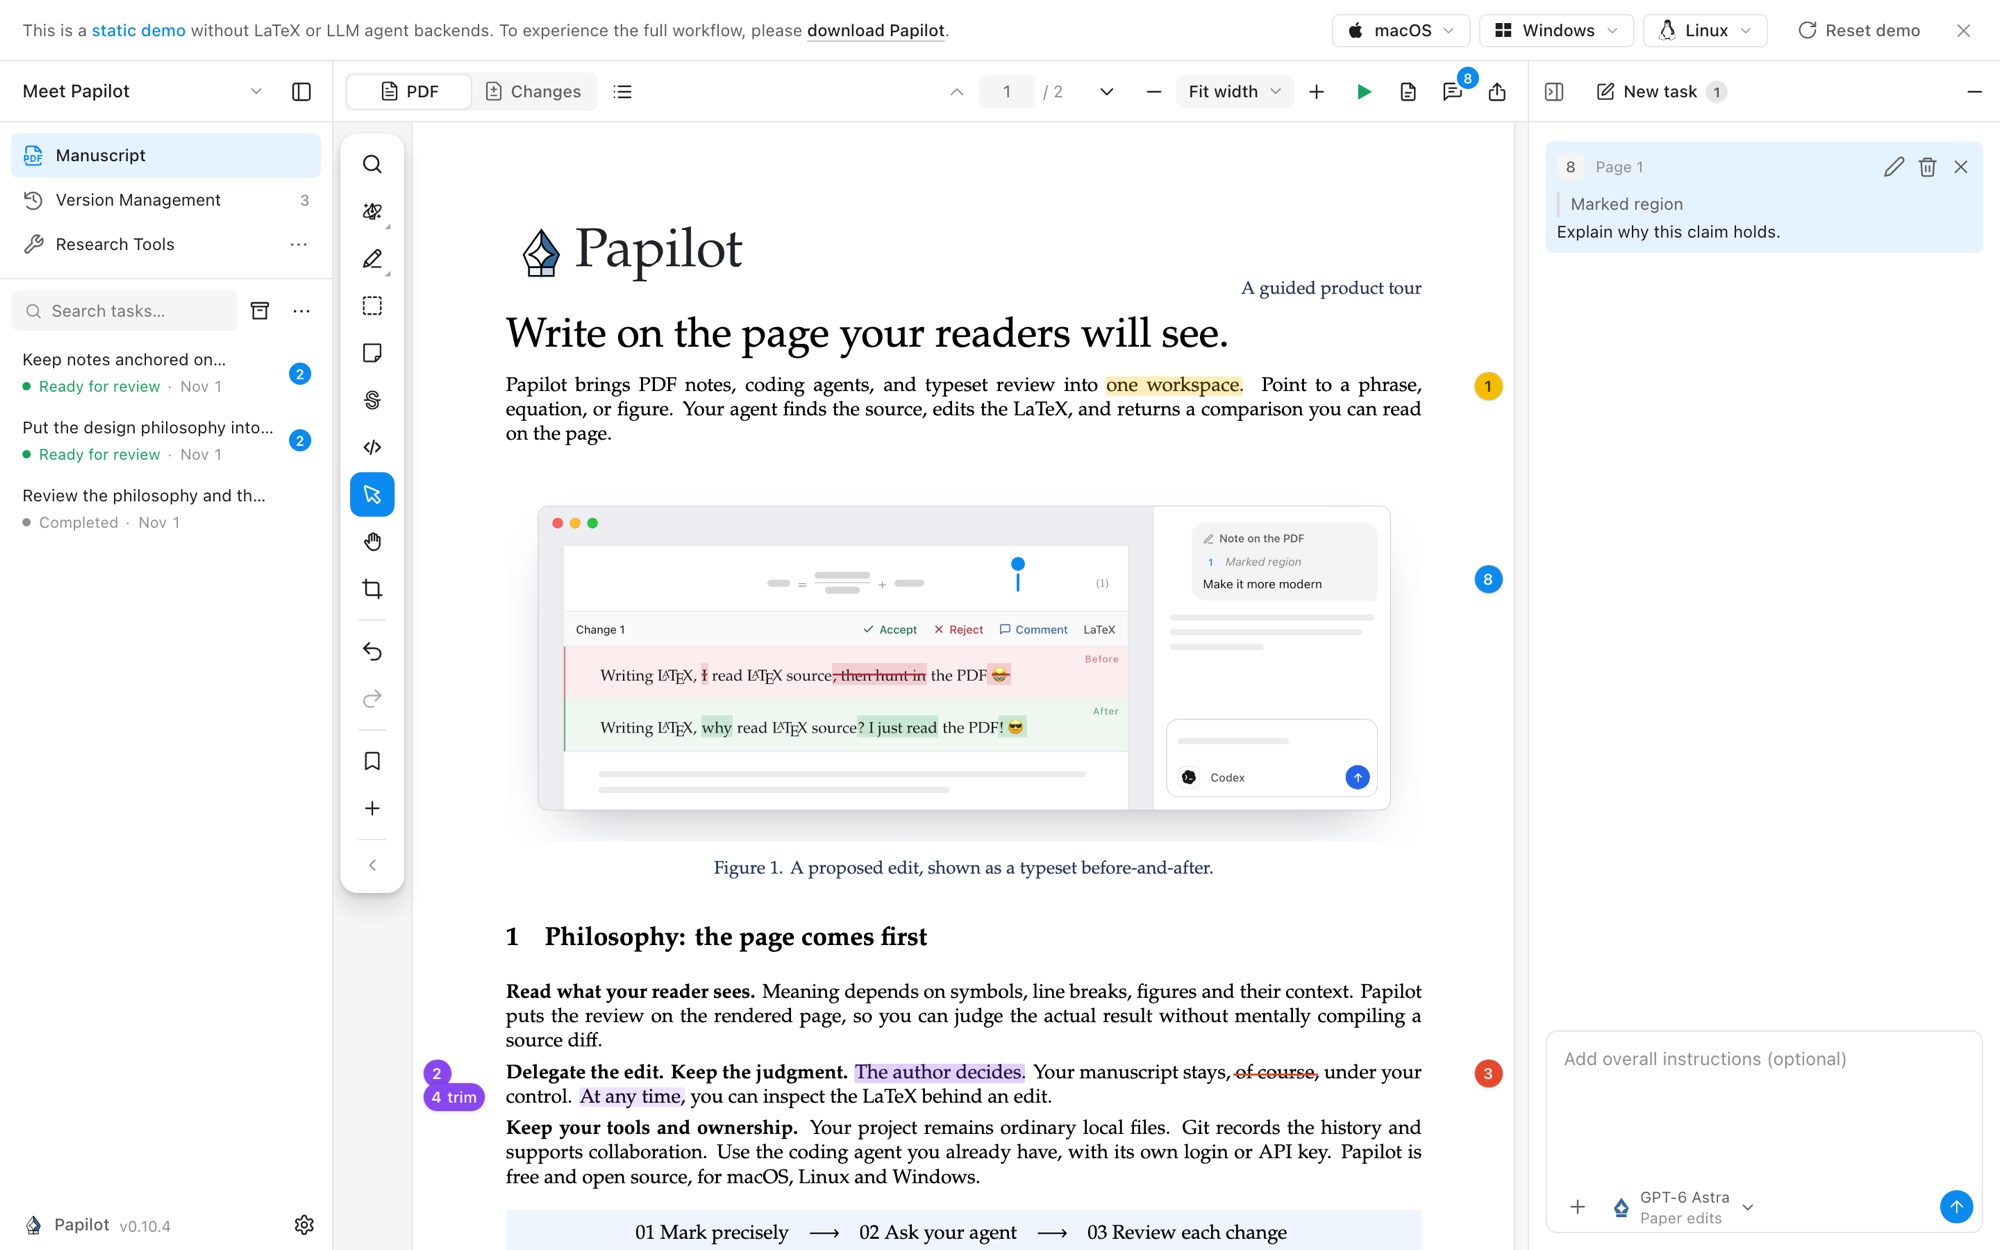 This is a static demo without LaTeX or LLM agent backends. To experience the full workflow, please download Papilot.
macOS
Windows
Linux
Reset demo
Meet Papilot
PDF
Changes
1 / 2
Fit width
8
New task 1
Manuscript
Version Management 3
Research Tools
Search tasks...
Keep notes anchored on...
Ready for review · Nov 1
2
Put the design philosophy into...
Ready for review · Nov 1
2
Review the philosophy and th...
Completed · Nov 1
Papilot v0.10.4
Papilot
A guided product tour
Write on the page your readers will see.
Papilot brings PDF notes, coding agents, and typeset review into one workspace. Point to a phrase,
equation, or figure. Your agent finds the source, edits the LaTeX, and returns a comparison you can read
on the page.
1
8
= +
(1)
Change 1
Accept
Reject
Comment
LaTeX
Before
Writing LATEX, I read LATEX source, then hunt in the PDF 😂
After
Writing LATEX, why read LATEX source? I just read the PDF! 😎
Note on the PDF
1 Marked region
Make it more modern
Codex
Figure 1. A proposed edit, shown as a typeset before-and-after.
1 Philosophy: the page comes first
Read what your reader sees. Meaning depends on symbols, line breaks, figures and their context. Papilot
puts the review on the rendered page, so you can judge the actual result without mentally compiling a
source diff.
2
Delegate the edit. Keep the judgment. The author decides. Your manuscript stays, of course, under your
3
4 trim
control. At any time, you can inspect the LaTeX behind an edit.
Keep your tools and ownership. Your project remains ordinary local files. Git records the history and
supports collaboration. Use the coding agent you already have, with its own login or API key. Papilot is
free and open source, for macOS, Linux and Windows.
01 Mark precisely ⟶ 02 Ask your agent ⟶ 03 Review each change
8 Page 1
Marked region
Explain why this claim holds.
Add overall instructions (optional)
GPT-6 Astra
Paper edits